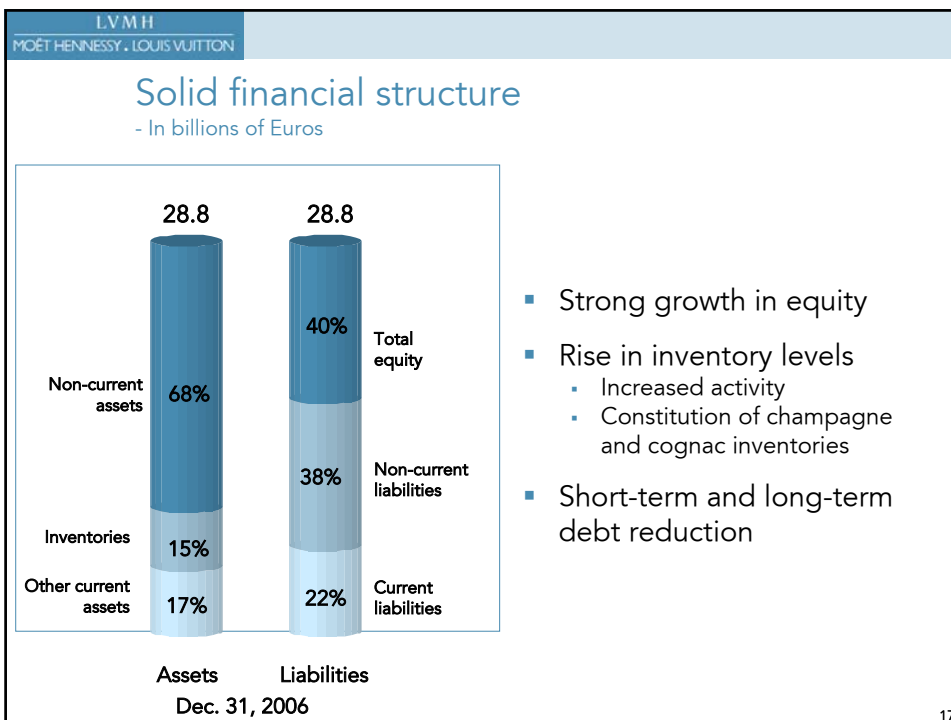 LVMH
MOËT HENNESSY . LOUIS VUITTON
Solid financial structure
- In billions of Euros
28.8
28.8
Non-current
assets
68%
Inventories
15%
Other current
assets
17%
40%
Total
equity
38%
Non-current
liabilities
22%
Current
liabilities
Assets
Liabilities
Dec. 31, 2006
▪ Strong growth in equity
▪ Rise in inventory levels
▪ Increased activity
▪ Constitution of champagne
and cognac inventories
▪ Short-term and long-term
debt reduction
17